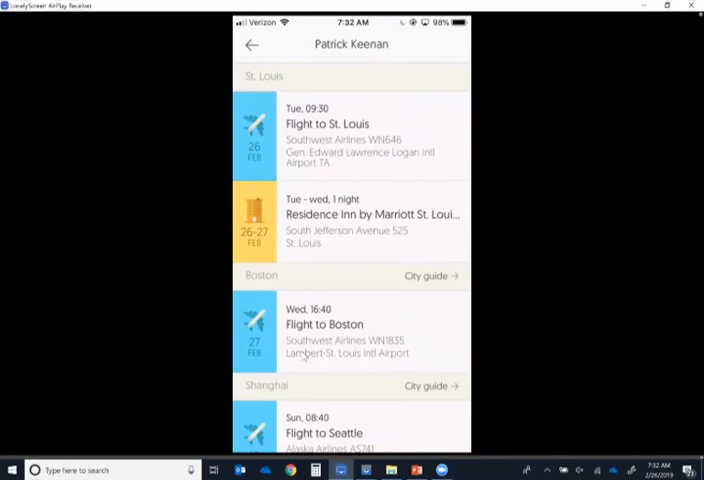 LonelyScreen AirPlay Receiver
Verizon 7:32 AM 98%
Patrick Keenan
St. Louis
Tue, 09:30
Flight to St. Louis
Southwest Airlines WN646
Gen. Edward Lawrence Logan Intl
Airport TA
26
FEB
Tue - wed, 1 night
Residence Inn by Marriott St. Loui...
South Jefferson Avenue 525
St. Louis
26-27
FEB
Boston City guide →
Wed, 16:40
Flight to Boston
Southwest Airlines WN1835
Lambert-St. Louis Intl Airport
27
FEB
Shanghai City guide →
Sun, 08:40
Flight to Seattle
Alaska Airlines AS741
Type here to search
7:32 AM
2/26/2019